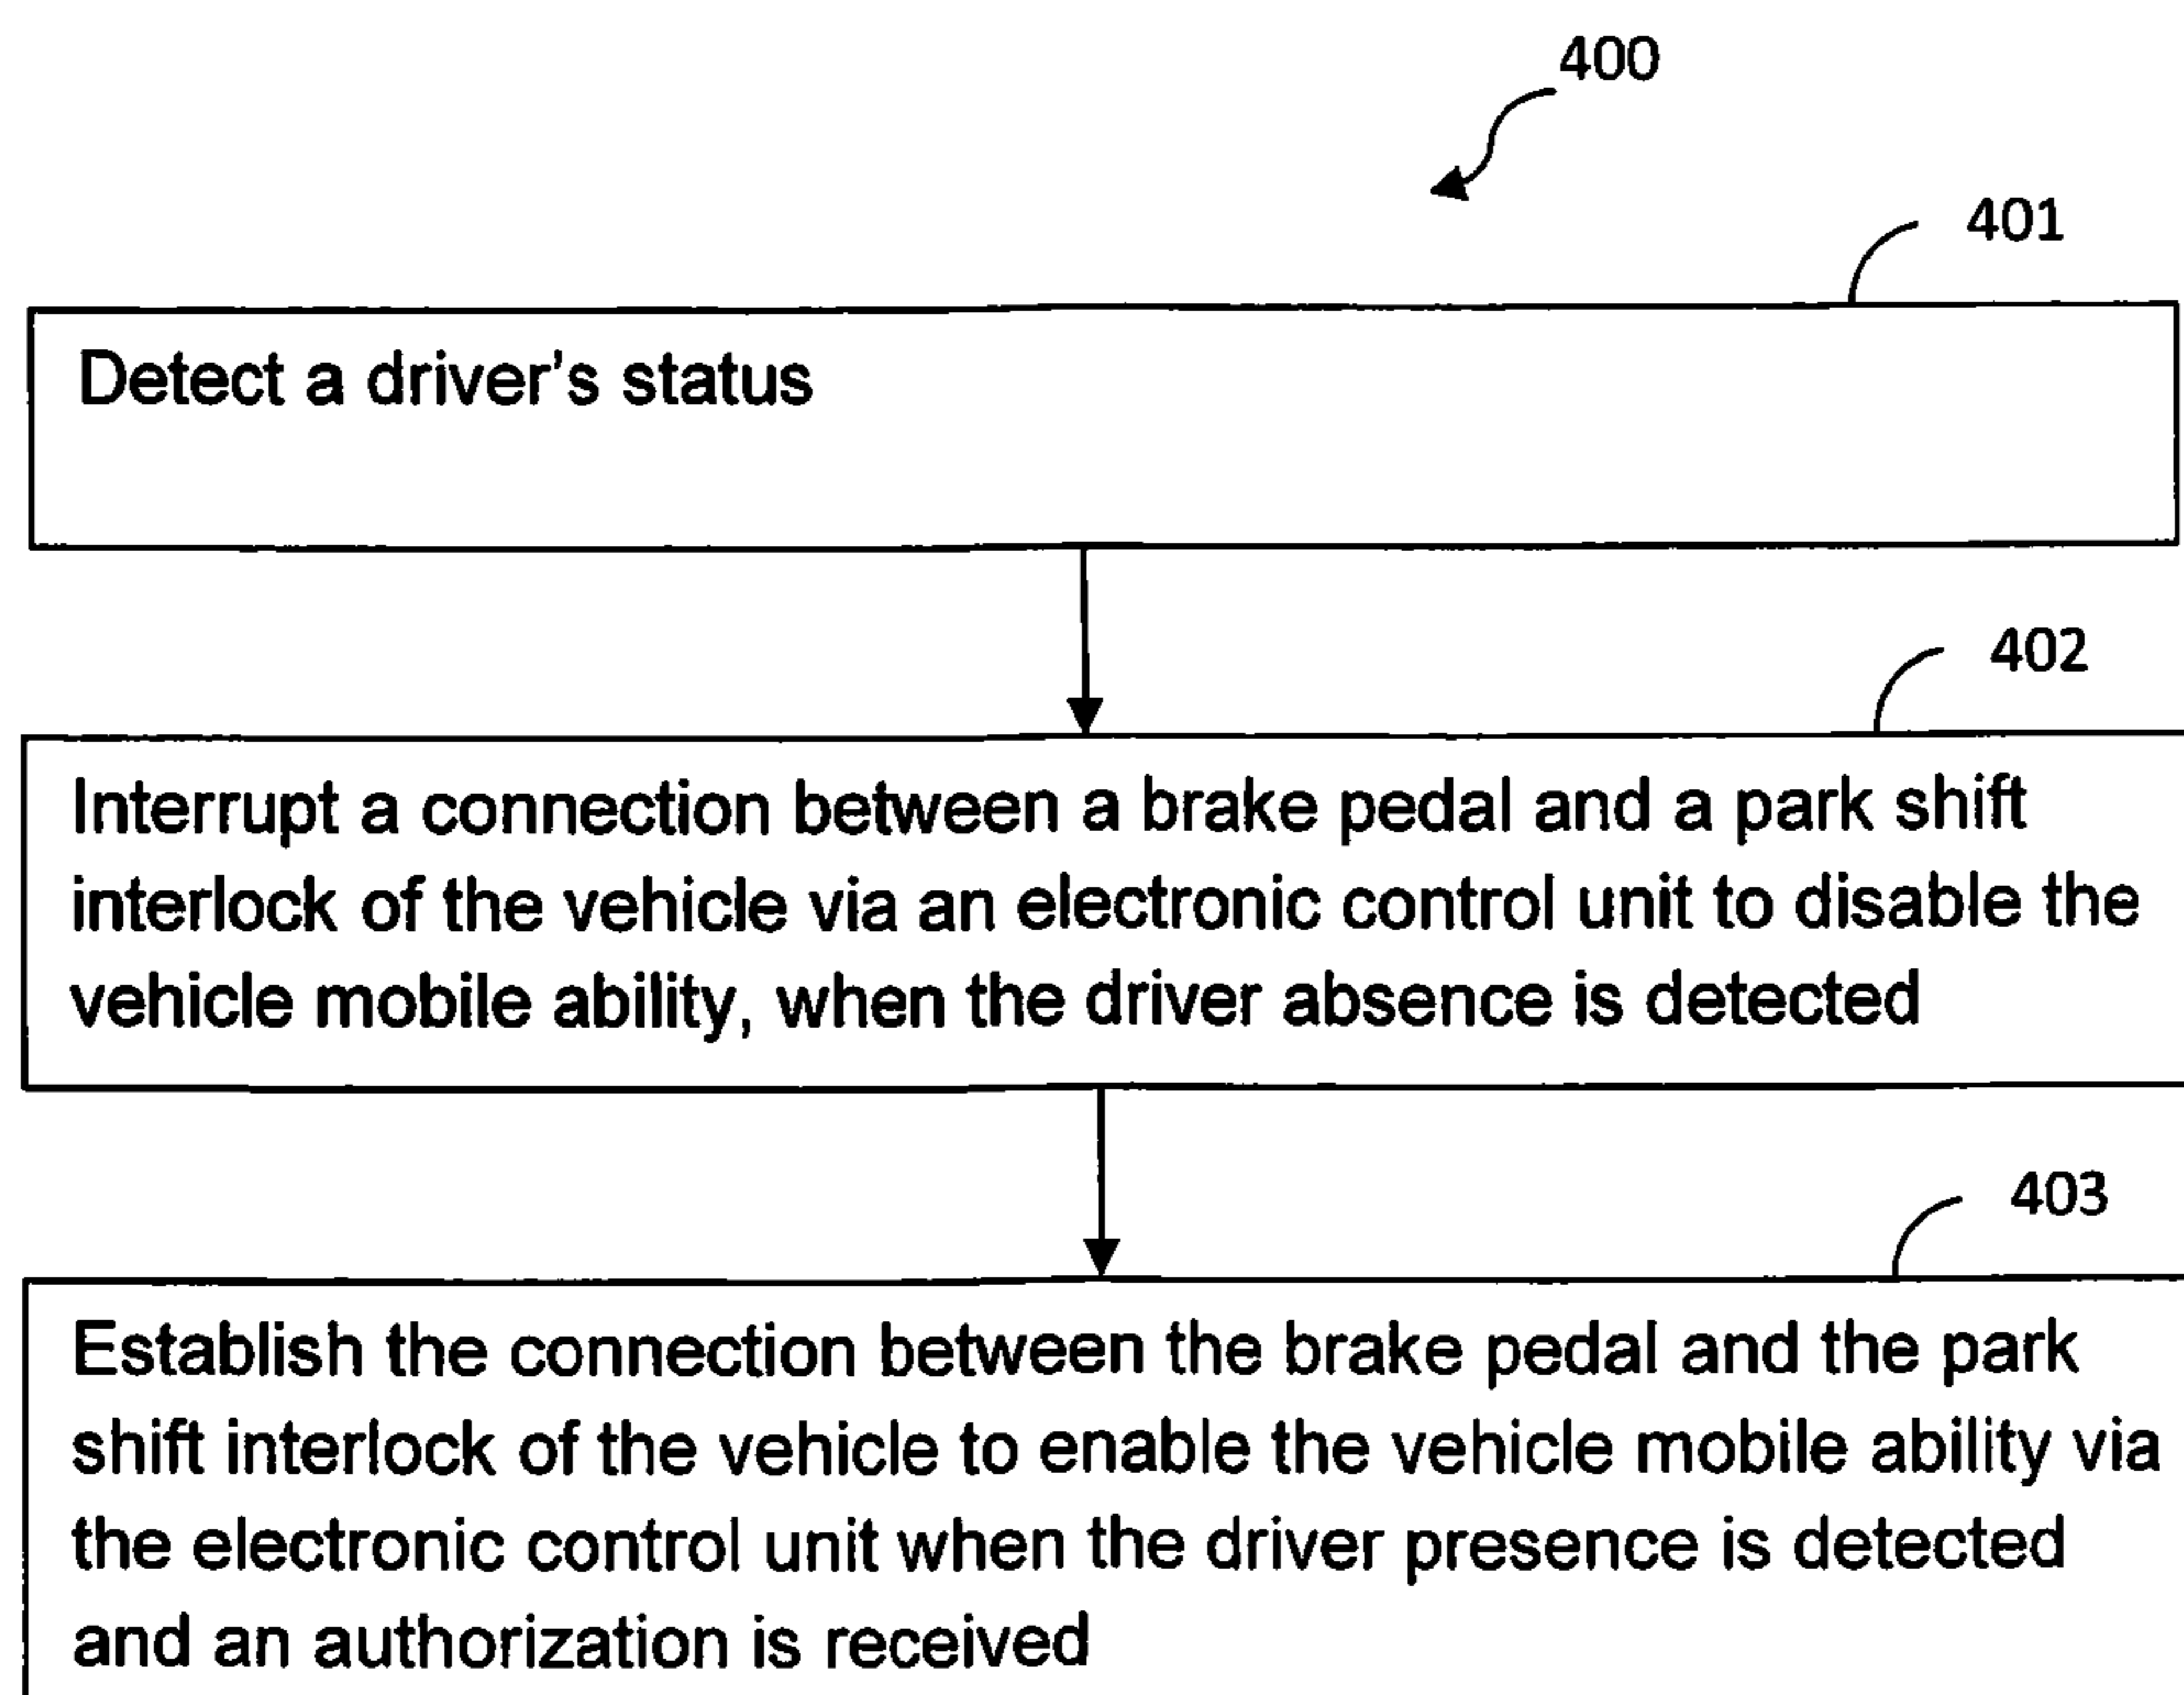 400
401
Detect a driver's status
402
Interrupt a connection between a brake pedal and a park shift
interlock of the vehicle via an electronic control unit to disable the
vehicle mobile ability, when the driver absence is detected
403
Establish the connection between the brake pedal and the park
shift interlock of the vehicle to enable the vehicle mobile ability via
the electronic control unit when the driver presence is detected
and an authorization is received